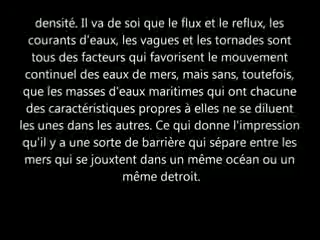 densité. Il va de soi que le flux et le reflux, les
courants d'eaux, les vagues et les tornades sont
tous des facteurs qui favorisent le mouvement
continuel des eaux de mers, mais sans, toutefois,
que les masses d'eaux maritimes qui ont chacune
des caractéristiques propres à elles ne se diluent
les unes dans les autres. Ce qui donne l'impression
qu'il y a une sorte de barrière qui sépare entre les
mers qui se jouxtent dans un même océan ou un
même detroit.